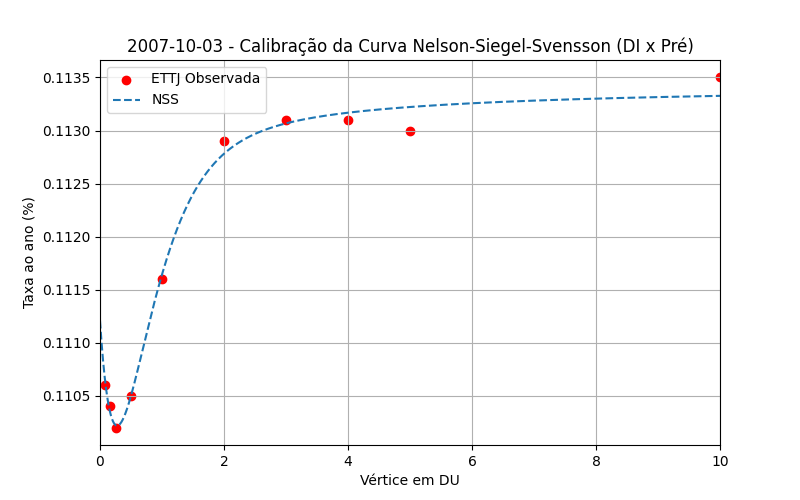 2007-10-03 - Calibração da Curva Nelson-Siegel-Svensson (DI x Pré)
ETTJ Observada
NSS
Taxa ao ano (%)
0.1135
0.1130
0.1125
0.1120
0.1115
0.1110
0.1105
0 2 4 6 8 10
Vértice em DU